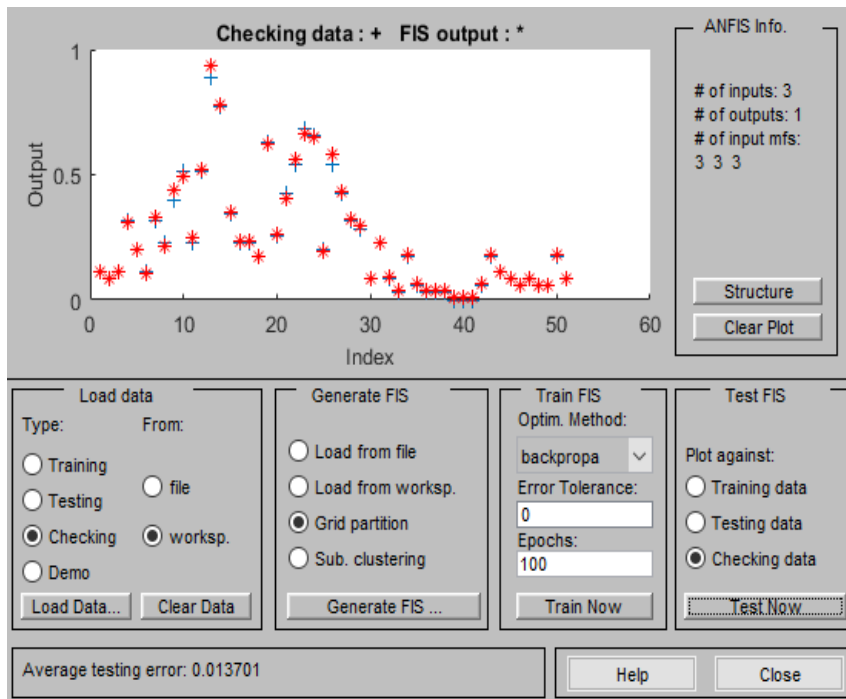 Checking data : +   FIS output : *
1
0.5
0
0
10
20
30
40
50
60
Output
Index
ANFIS Info.
# of inputs: 3
# of outputs: 1
# of input mfs:
3 3 3
Structure
Clear Plot
Load data
Type:
From:
Training
Testing
Checking
Demo
file
worksp.
Load Data...
Clear Data
Generate FIS
Load from file
Load from worksp.
Grid partition
Sub. clustering
Generate FIS ...
Train FIS
Optim. Method:
backpropa
Error Tolerance:
0
Epochs:
100
Train Now
Test FIS
Plot against:
Training data
Testing data
Checking data
Test Now
Average testing error: 0.013701
Help
Close